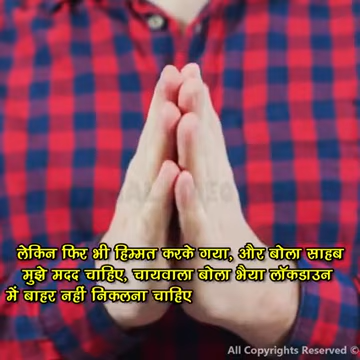 लेकिन फिर भी हिम्मत करके गया, और बोला साहब
मुझे मदद चाहिए, चायवाला बोला भैया लॉकडाउन
में बाहर नहीं निकलना चाहिए
All Copyrights Reserved ©